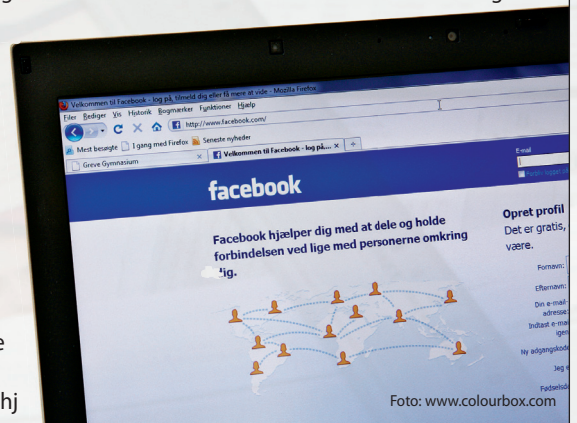 Velkommen til Facebook - log på, tilmeld dig eller få mere at vide - Mozilla Firefox
Filer Rediger Vis Historik Bogmærker Funktioner Hjælp
http://www.facebook.com/
Mest besøgte Igang med Firefox Seneste nyheder
Greve Gymnasium Velkommen til Facebook - log på,...
E-mail
facebook
Facebook hjælper dig med at dele og holde
forbindelsen ved lige med personerne omkring
dig.
Opret profil
Det er gratis,
være.
Fornavn:
Efternavn:
Din e-mail-
adresse:
Indtast e-mai
igen
Ny adgangskode
Jeg e
Fødselsd
e
hj
Foto: www.colourbox.com